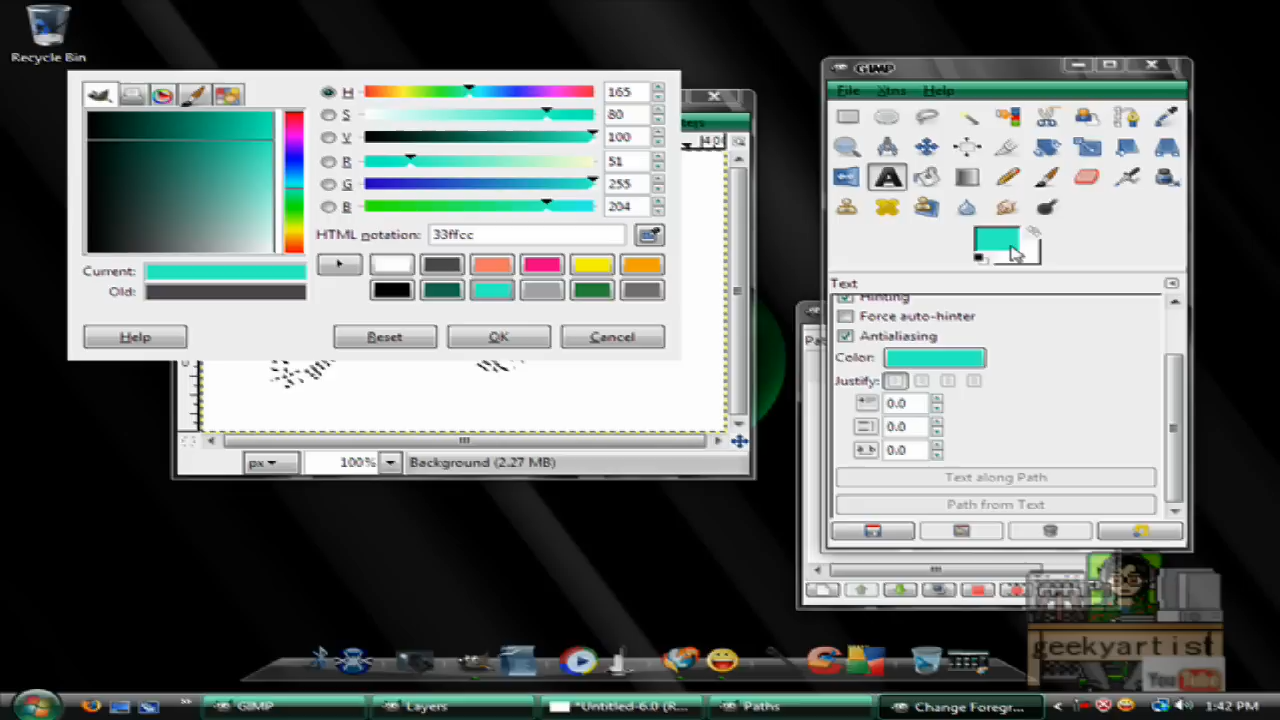 Recycle Bin
H 165
S 80
V 100
R 51
G 255
B 204
HTML notation: 33ffcc
Current:
Old:
Help
Reset
OK
Cancel
px
100%
Background (2.27 MB)
GIMP
File Xtns Help
Text
Hinting
Force auto-hinter
Antialiasing
Color:
Justify:
0.0
0.0
0.0
Text along Path
Path from Text
geekyartist
YouTube
GIMP
Layers
*Untitled-6.0 (R...
Paths
Change Foregr...
1:42 PM